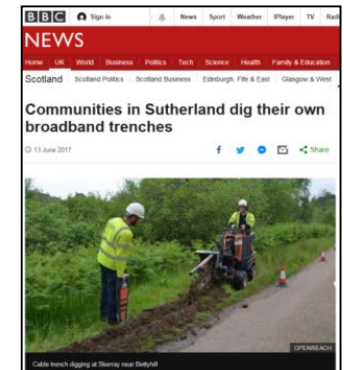 BBC Sign in News Sport Weather iPlayer TV Radi
NEWS
Home UK World Business Politics Tech Science Health Family & Education
Scotland Scotland Politics Scotland Business Edinburgh, Fife & East Glasgow & West
Communities in Sutherland dig their own
broadband trenches
13 June 2017
Share
OPENREACH
Cable trench digging at Skerray near Bettyhill